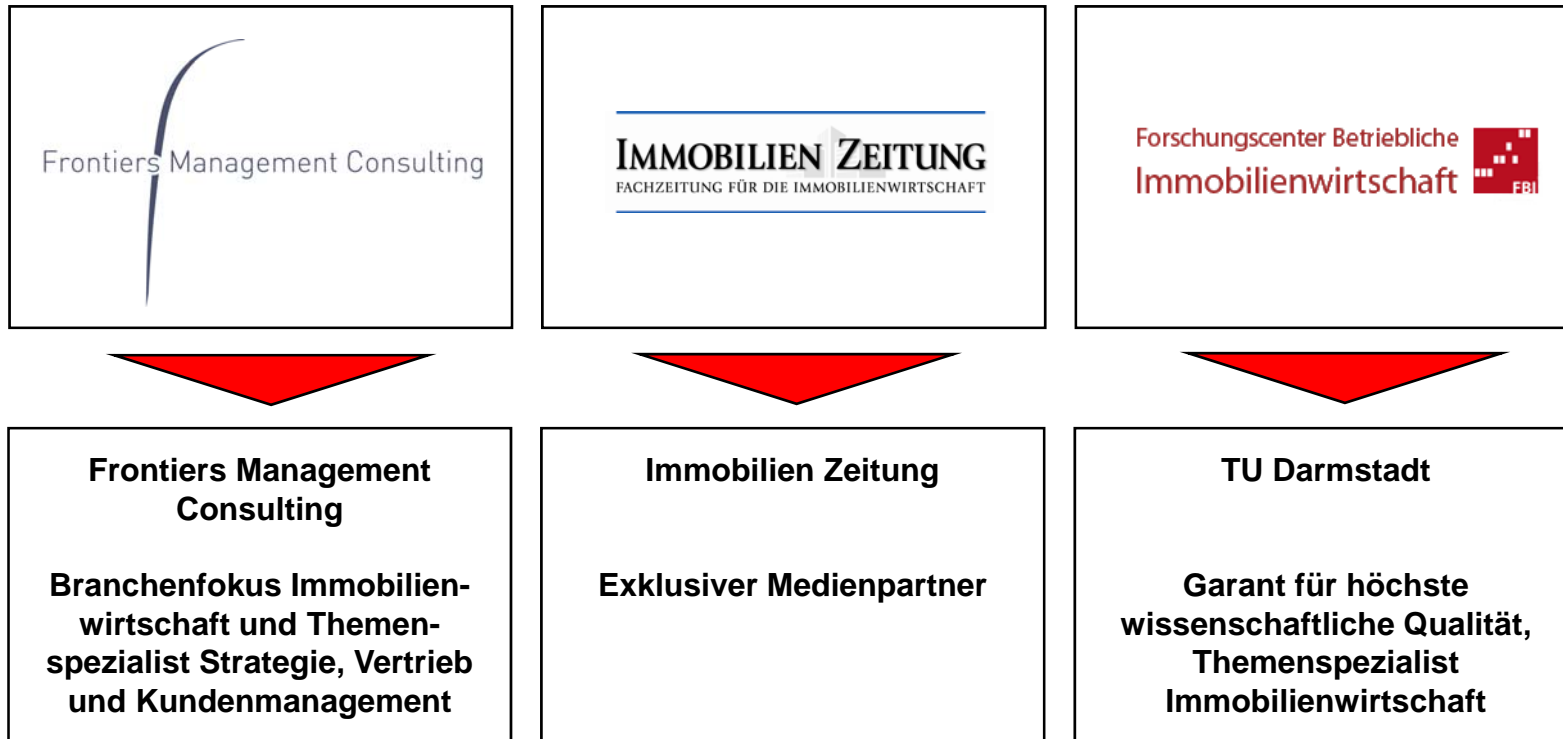 Frontiers Management Consulting
IMMOBILIEN ZEITUNG
FACHZEITUNG FÜR DIE IMMOBILIENWIRTSCHAFT
Forschungscenter Betriebliche
Immobilienwirtschaft
FBI
Frontiers Management
Consulting
Branchenfokus Immobilien-
wirtschaft und Themen-
spezialist Strategie, Vertrieb
und Kundenmanagement
Immobilien Zeitung
Exklusiver Medienpartner
TU Darmstadt
Garant für höchste
wissenschaftliche Qualität,
Themenspezialist
Immobilienwirtschaft